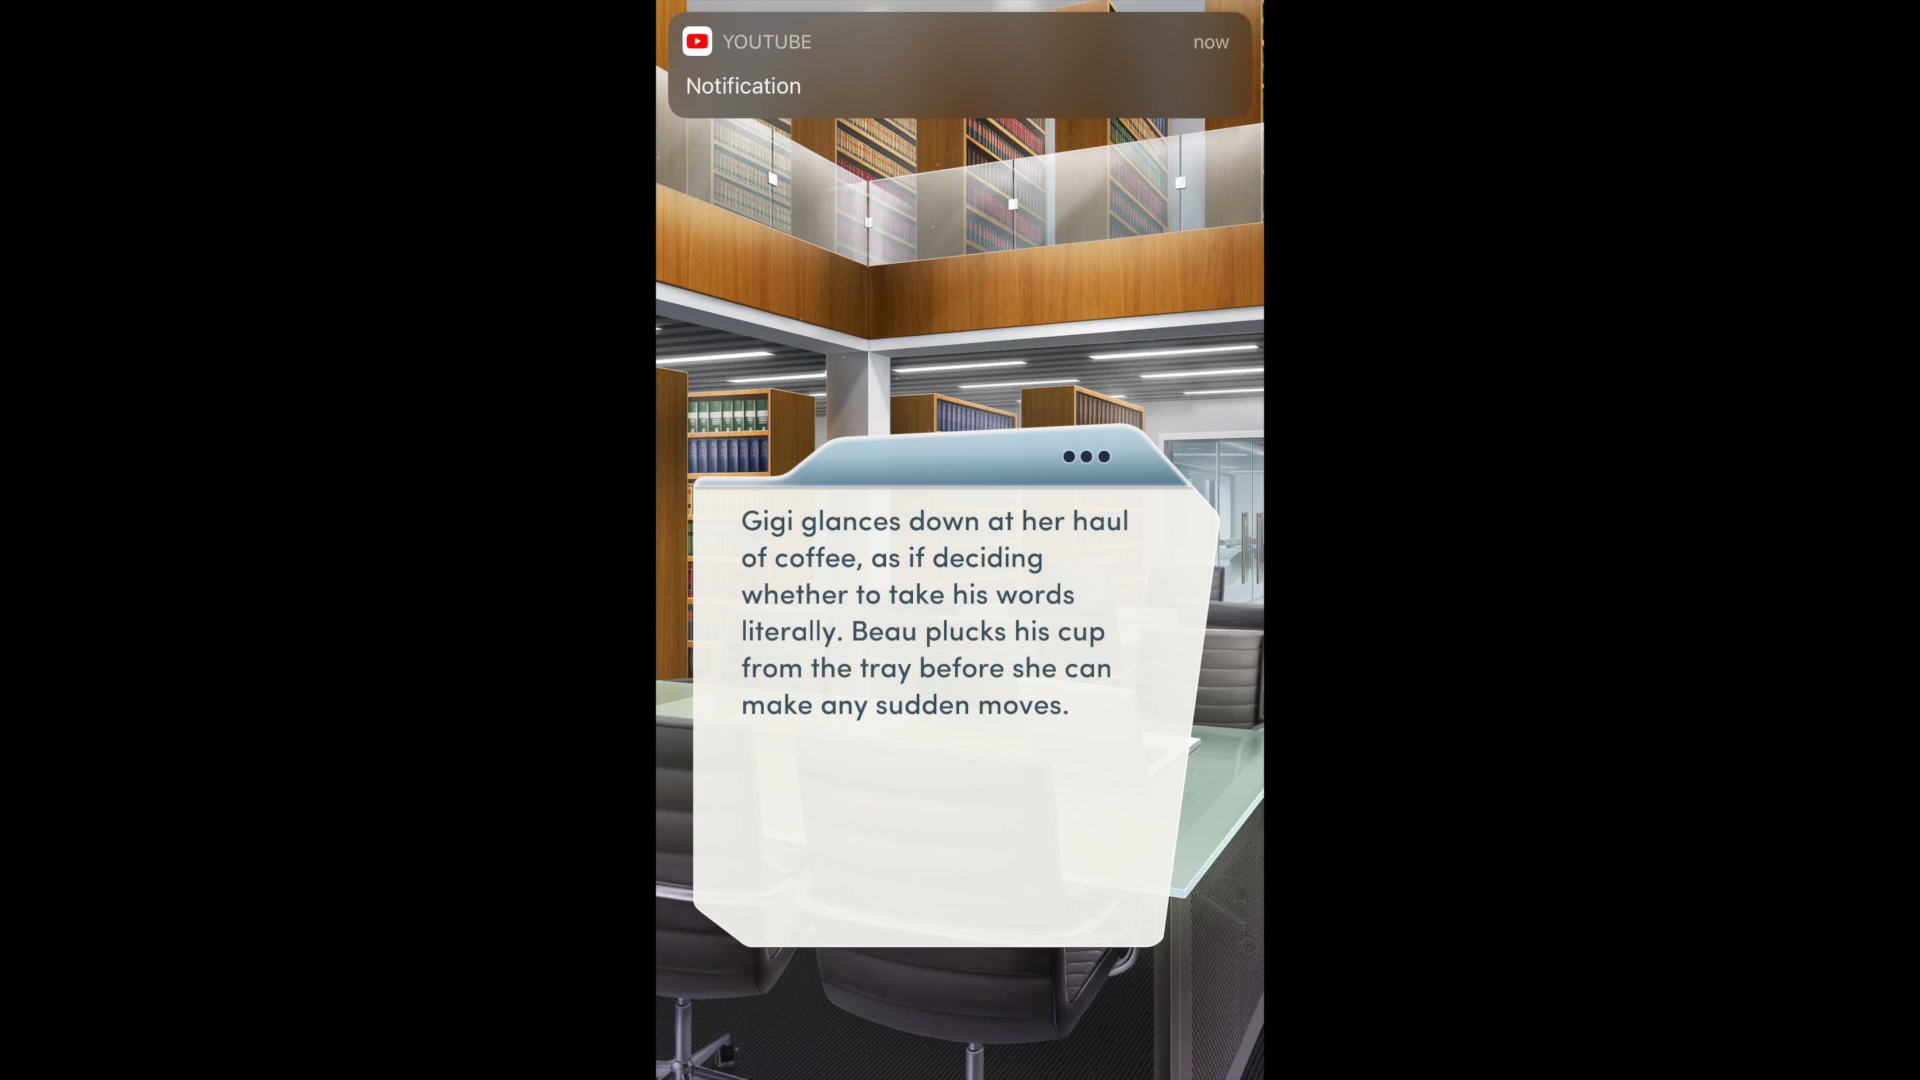 YOUTUBE
now
Notification
Gigi glances down at her haul
of coffee, as if deciding
whether to take his words
literally. Beau plucks his cup
from the tray before she can
make any sudden moves.